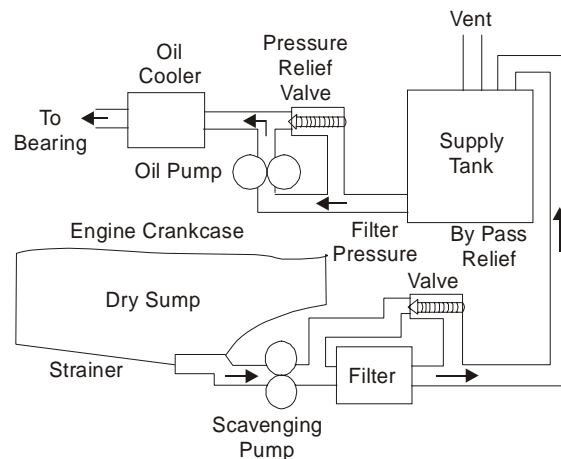 Vent
Oil
Cooler
Pressure
Relief
Valve
To
Bearing
Supply
Tank
Oil Pump
Engine Crankcase
Filter
Pressure
By Pass
Relief
Valve
Dry Sump
Strainer
Filter
Scavenging
Pump